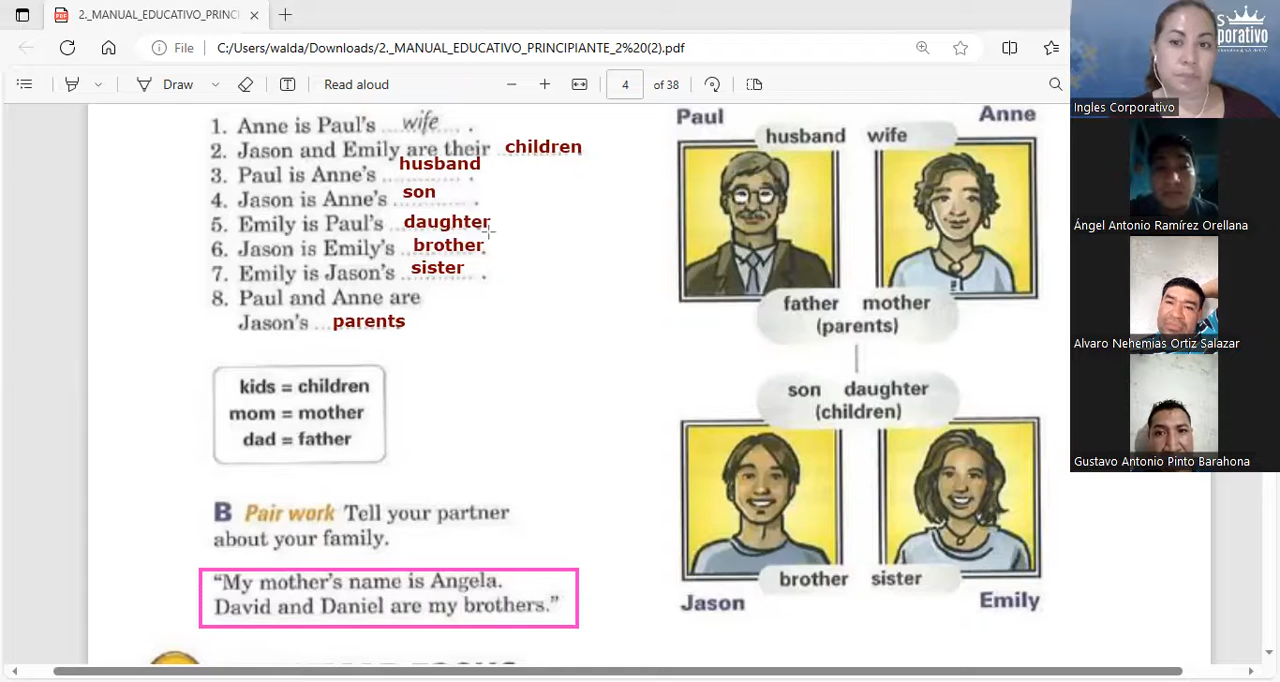 2._MANUAL_EDUCATIVO_PRINCI
File C:/Users/walda/Downloads/2._MANUAL_EDUCATIVO_PRINCIPIANTE_2%20(2).pdf
Draw Read aloud 4 of 38
1. Anne is Paul's wife.
2. Jason and Emily are their children
3. Paul is Anne's husband.
4. Jason is Anne's son.
5. Emily is Paul's daughter
6. Jason is Emily's brother.
7. Emily is Jason's sister.
8. Paul and Anne are
Jason's parents
kids = children
mom = mother
dad = father
B Pair work Tell your partner
about your family.
"My mother's name is Angela.
David and Daniel are my brothers."
Paul Anne
husband wife
father mother
(parents)
son daughter
(children)
brother sister
Jason Emily
porativo
Ingles Corporativo
Ángel Antonio Ramírez Orellana
Alvaro Nehemías Ortiz Salazar
Gustavo Antonio Pinto Barahona